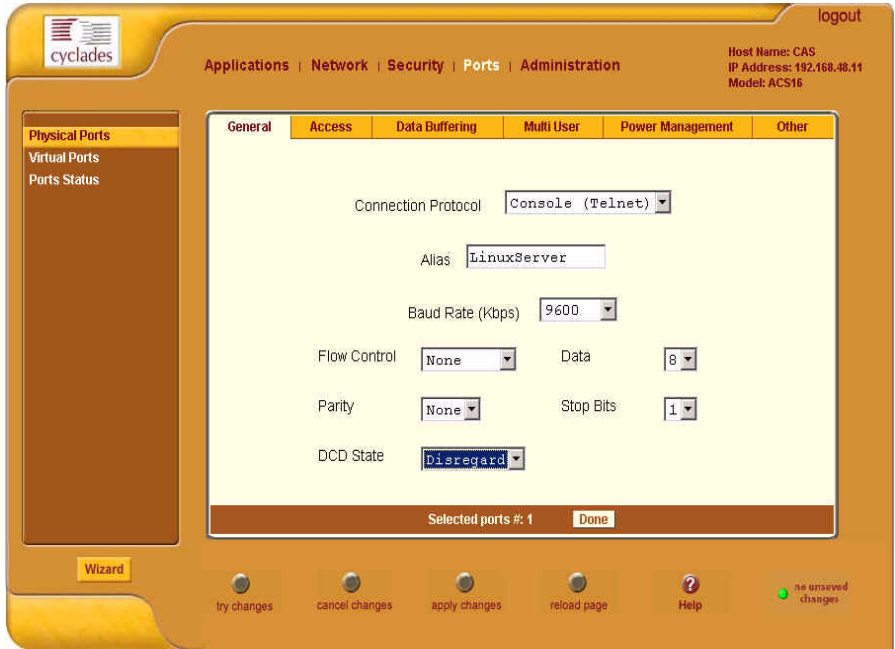 logout
cyclades
Applications | Network | Security | Ports | Administration
Host Name: CAS
IP Address: 192.168.48.11
Model: ACS16
Physical Ports
Virtual Ports
Ports Status
General Access Data Buffering Multi User Power Management Other
Connection Protocol Console (Telnet)
Alias LinuxServer
Baud Rate (Kbps) 9600
Flow Control None Data 8
Parity None Stop Bits 1
DCD State Disregard
Selected ports #: 1 Done
Wizard
try changes cancel changes apply changes reload page ? Help no unsaved changes